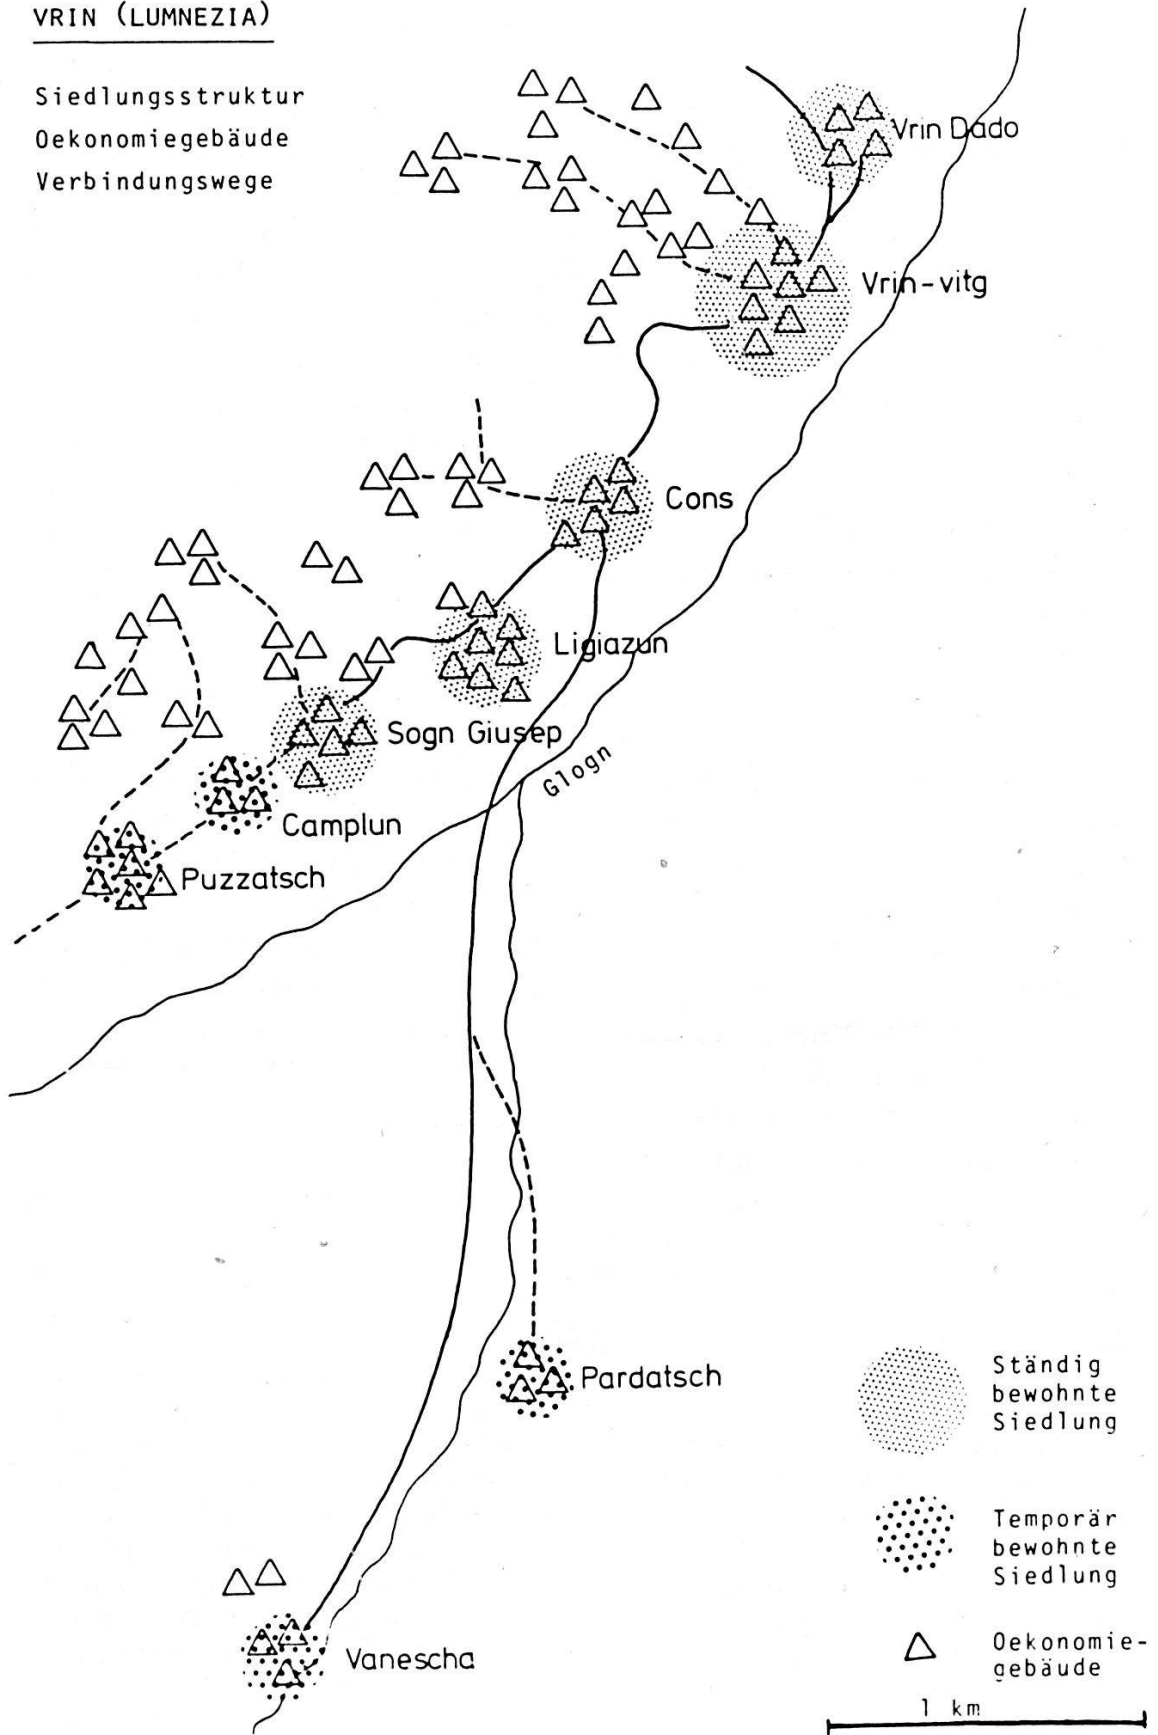 VRIN (LUMNEZIA)
Siedlungsstruktur
Oekonomiegebäude
Verbindungswege
Vrin Dado
Vrin-vitg
Cons
Ligiazun
Sogn Giusep
Glogn
Camplun
Puzzatsch
Pardatsch
Vanescha
Ständig
bewohnte
Siedlung
Temporär
bewohnte
Siedlung
Oekonomie-
gebäude
1 km